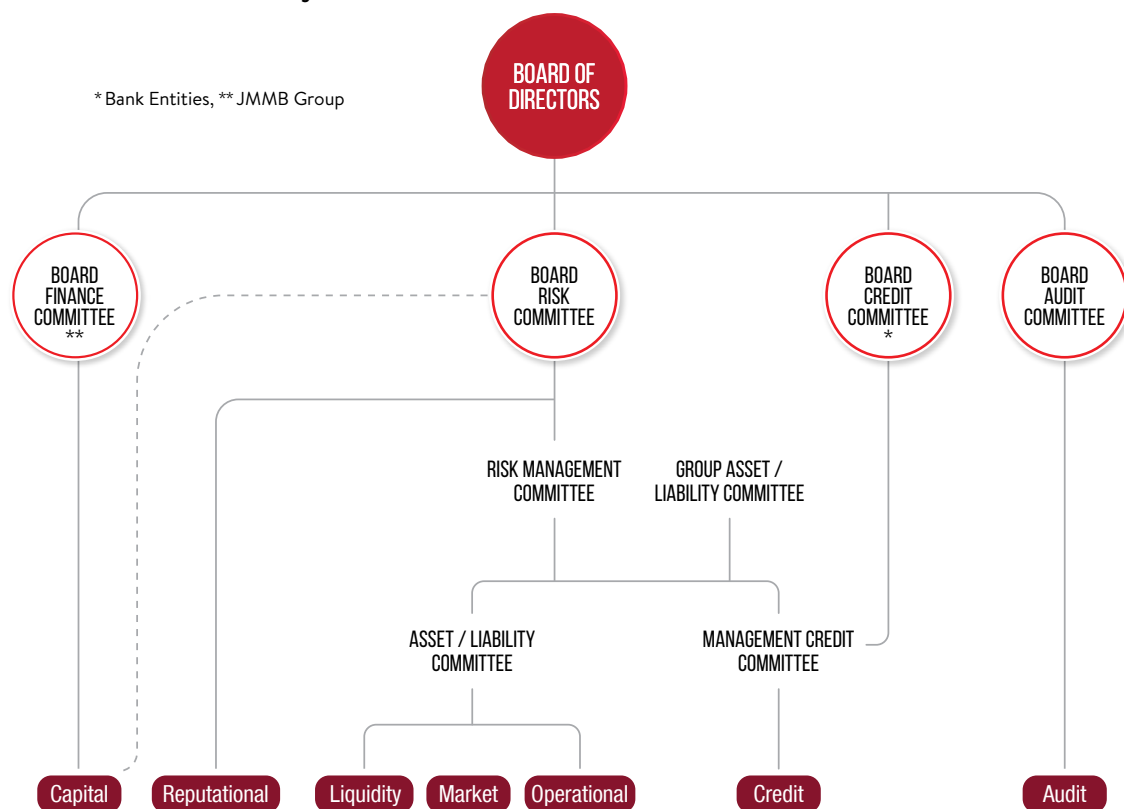 BOARD OF
DIRECTORS
* Bank Entities, ** JMMB Group
BOARD
FINANCE
COMMITTEE
**
BOARD
RISK
COMMITTEE
BOARD
CREDIT
COMMITTEE
*
BOARD
AUDIT
COMMITTEE
RISK MANAGEMENT
COMMITTEE
GROUP ASSET /
LIABILITY COMMITTEE
ASSET / LIABILITY
COMMITTEE
MANAGEMENT CREDIT
COMMITTEE
Capital
Reputational
Liquidity
Market
Operational
Credit
Audit